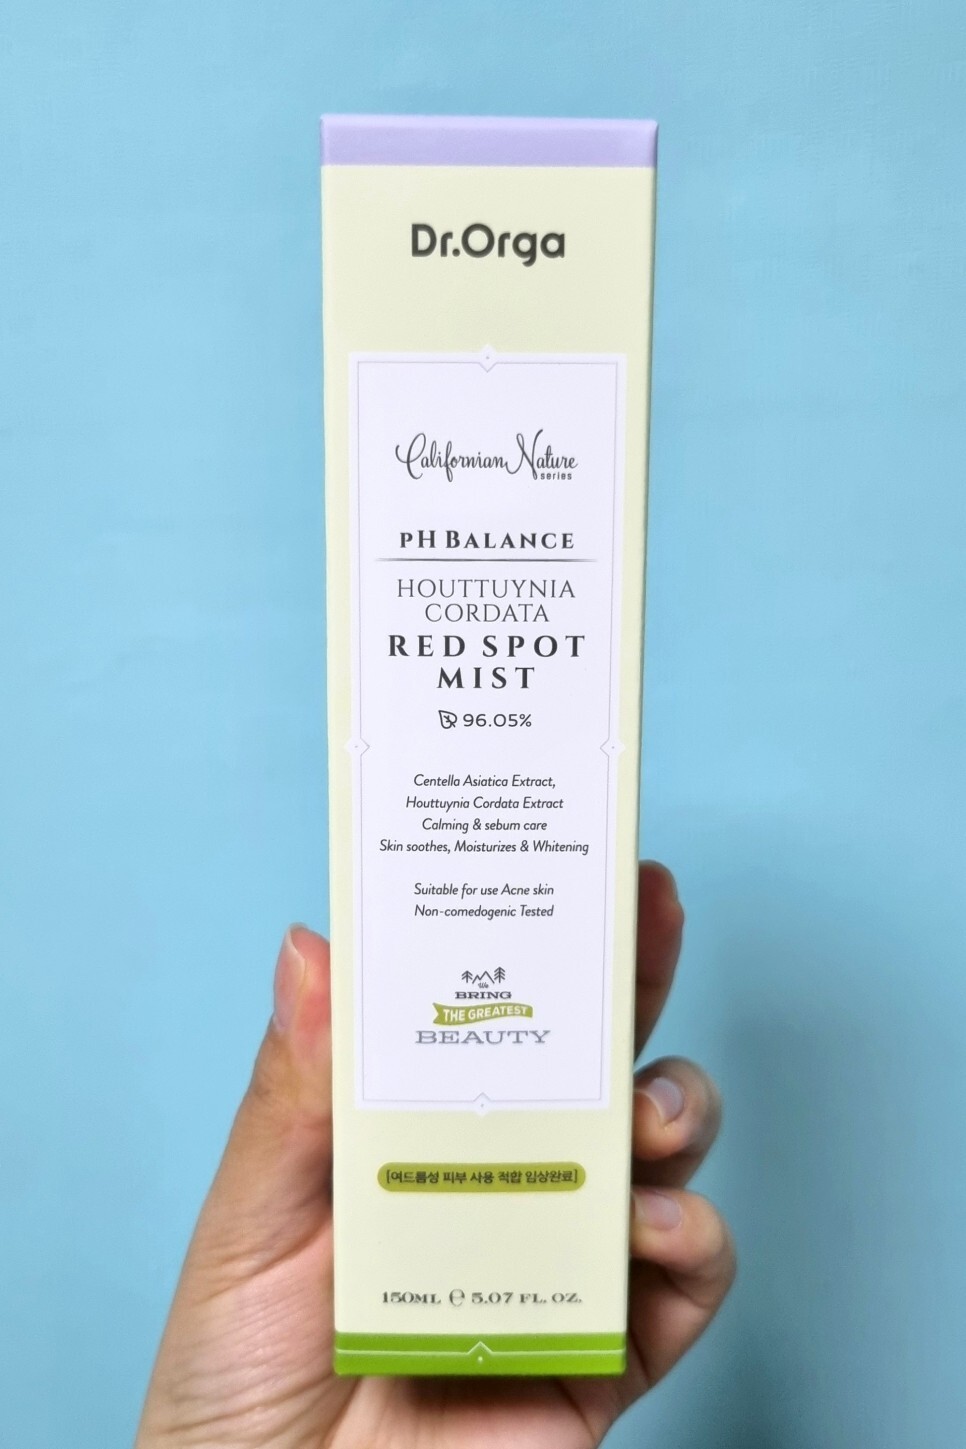 Dr.Orga
Californian Nature
series
pH BALANCE
HOUTTUYNIA
CORDATA
RED SPOT
MIST
96.05%
Centella Asiatica Extract,
Houttuynia Cordata Extract
Calming & sebum care
Skin soothes, Moisturizes & Whitening
Suitable for use Acne skin
Non-comedogenic Tested
We
BRING
THE GREATEST
BEAUTY
[여드름성 피부 사용 적합 임상완료]
150ML ℮ 5.07 FL. OZ.